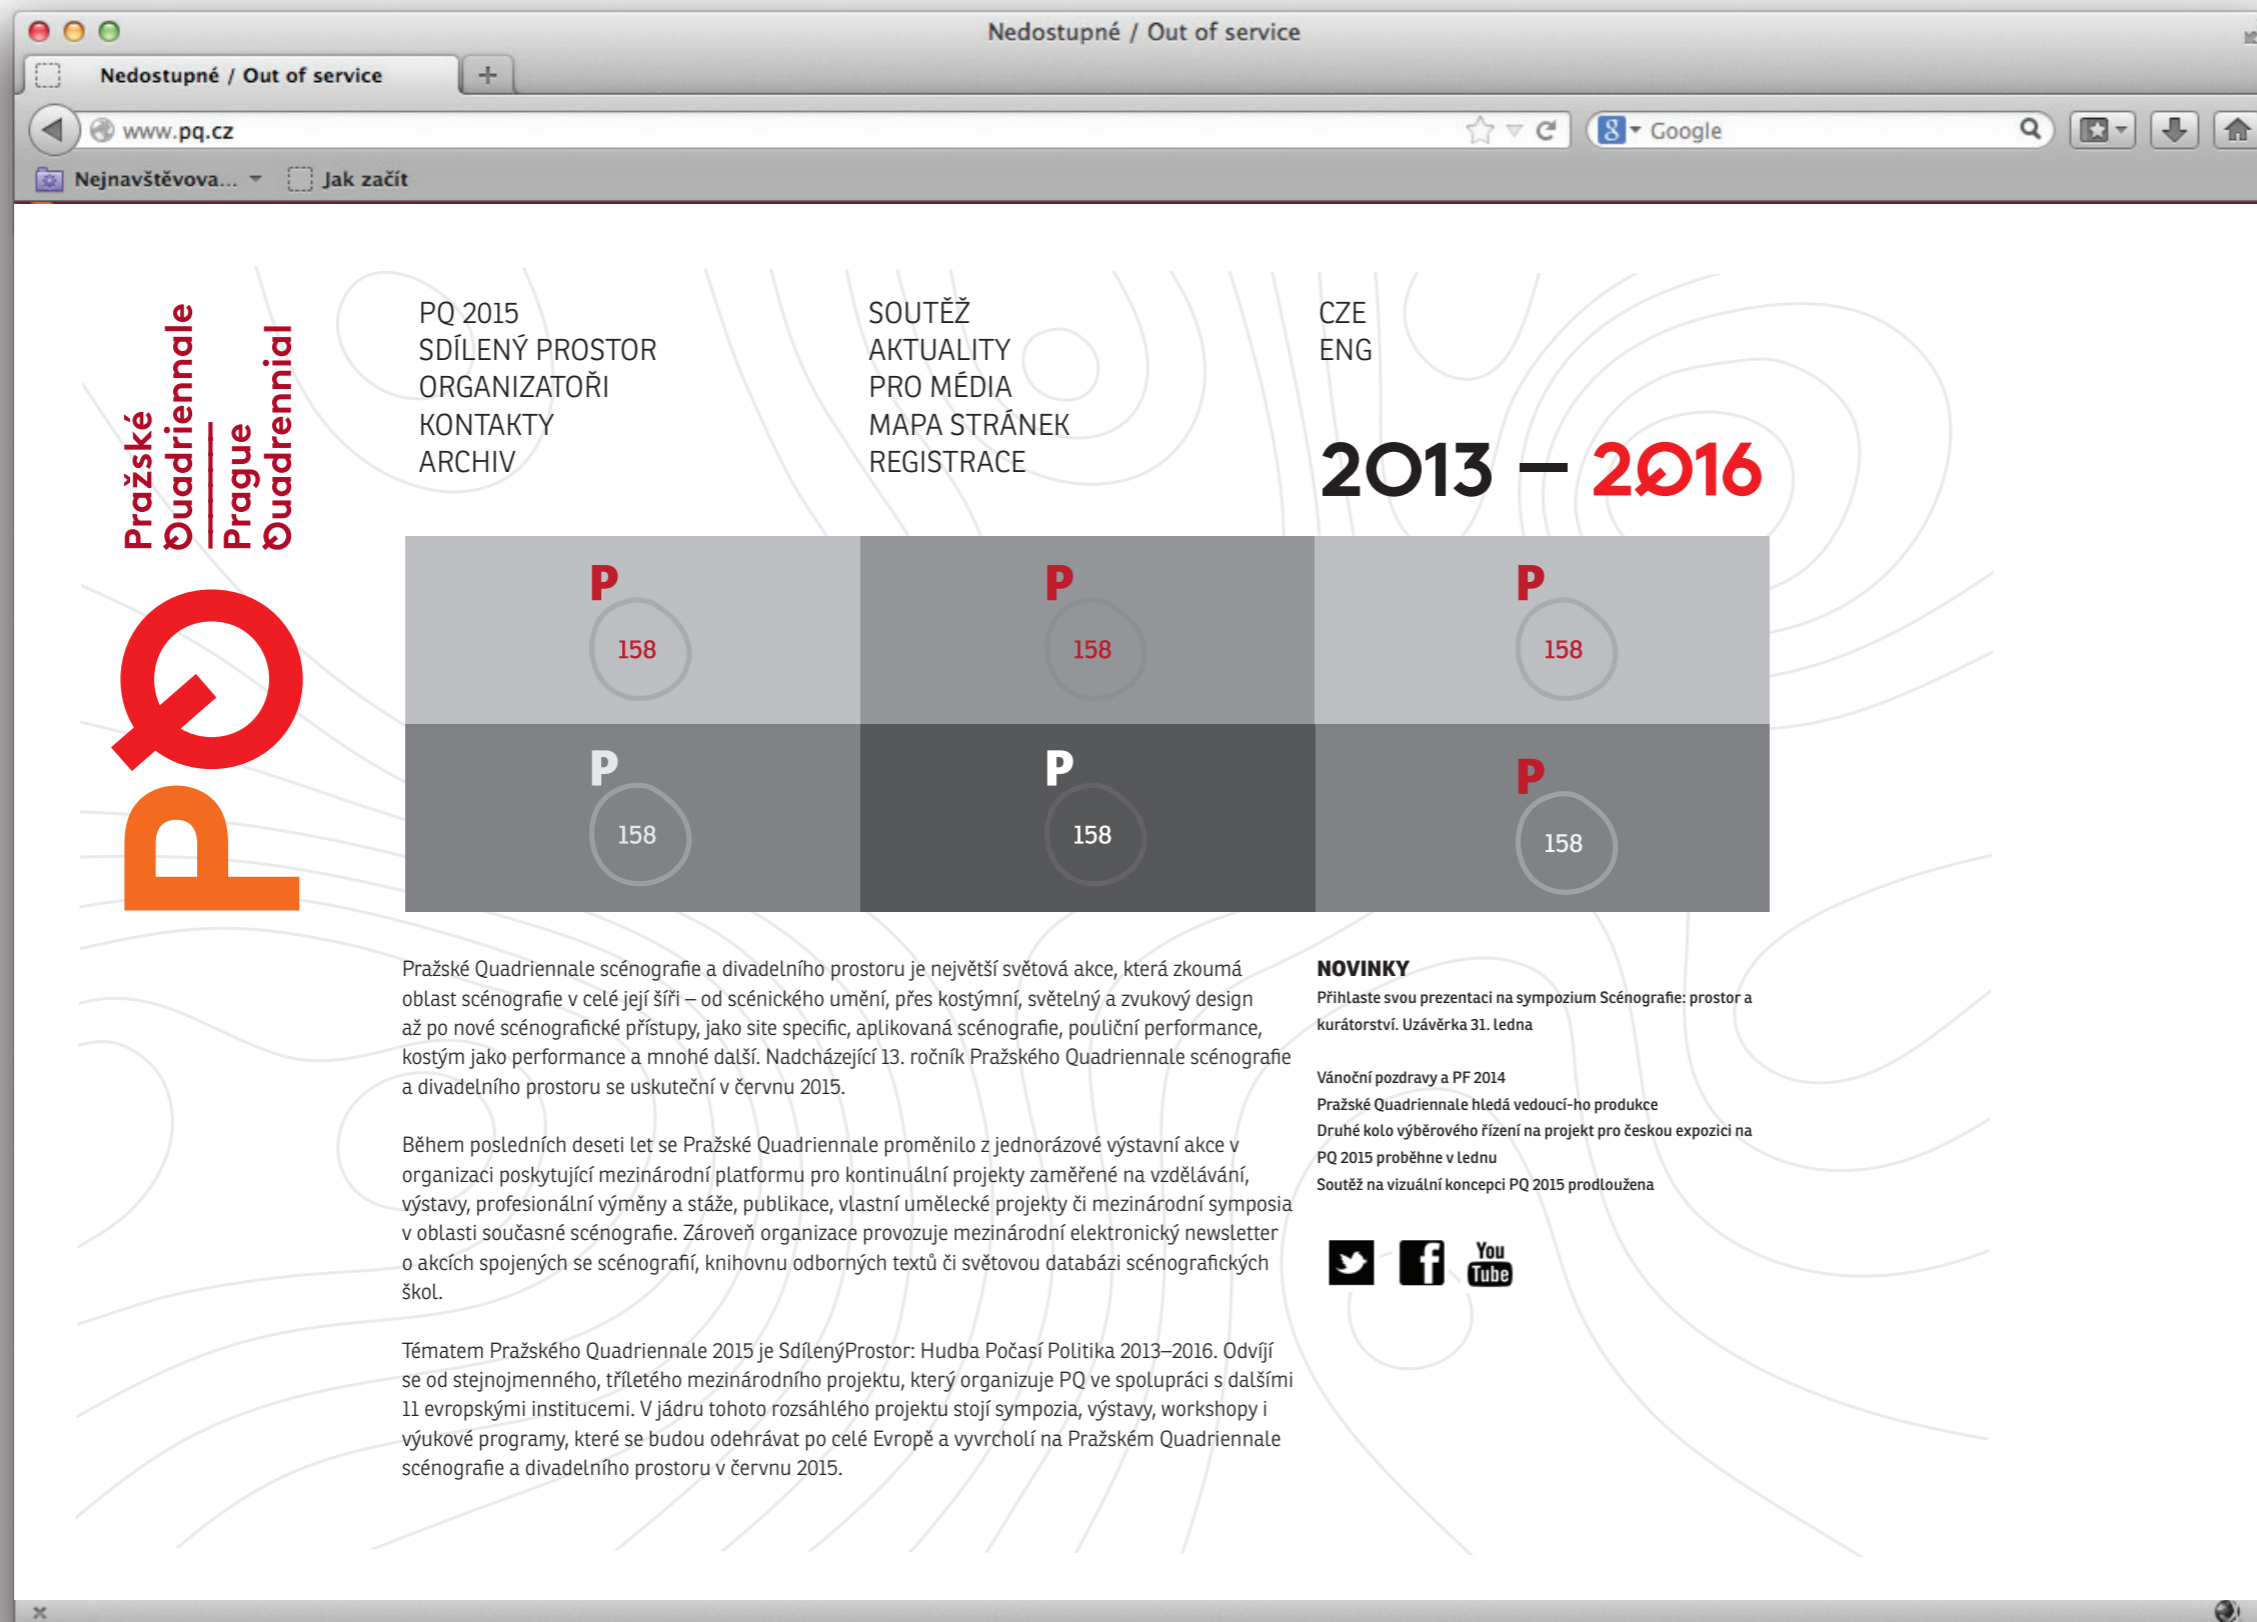 Nedostupné / Out of service
Nedostupné / Out of service
www.pq.cz
Google
Nejnavštěvova...
Jak začít
Pražské
Quadriennale
Prague
Quadrennial
PQ
PQ 2015
SDÍLENÝ PROSTOR
ORGANIZATOŘI
KONTAKTY
ARCHIV
SOUTĚŽ
AKTUALITY
PRO MÉDIA
MAPA STRÁNEK
REGISTRACE
CZE
ENG
2013 – 2016
P
158
P
158
P
158
P
158
P
158
P
158
Pražské Quadriennale scénografie a divadelního prostoru je největší světová akce, která zkoumá
oblast scénografie v celé její šíři – od scénického umění, přes kostýmní, světelný a zvukový design
až po nové scénografické přístupy, jako site specific, aplikovaná scénografie, pouliční performance,
kostým jako performance a mnohé další. Nadcházející 13. ročník Pražského Quadriennale scénografie
a divadelního prostoru se uskuteční v červnu 2015.
Během posledních deseti let se Pražské Quadriennale proměnilo z jednorázové výstavní akce v
organizaci poskytující mezinárodní platformu pro kontinuální projekty zaměřené na vzdělávání,
výstavy, profesionální výměny a stáže, publikace, vlastní umělecké projekty či mezinárodní symposia
v oblasti současné scénografie. Zároveň organizace provozuje mezinárodní elektronický newsletter
o akcích spojených se scénografií, knihovnu odborných textů či světovou databázi scénografických
škol.
Tématem Pražského Quadriennale 2015 je SdílenýProstor: Hudba Počasí Politika 2013–2016. Odvíjí
se od stejnojmenného, tříletého mezinárodního projektu, který organizuje PQ ve spolupráci s dalšími
11 evropskými institucemi. V jádru tohoto rozsáhlého projektu stojí sympozia, výstavy, workshopy i
výukové programy, které se budou odehrávat po celé Evropě a vyvrcholí na Pražském Quadriennale
scénografie a divadelního prostoru v červnu 2015.
NOVINKY
Přihlaste svou prezentaci na sympozium Scénografie: prostor a
kurátorství. Uzávěrka 31. ledna
Vánoční pozdravy a PF 2014
Pražské Quadriennale hledá vedoucí-ho produkce
Druhé kolo výběrového řízení na projekt pro českou expozici na
PQ 2015 proběhne v lednu
Soutěž na vizuální koncepci PQ 2015 prodloužena
You
Tube